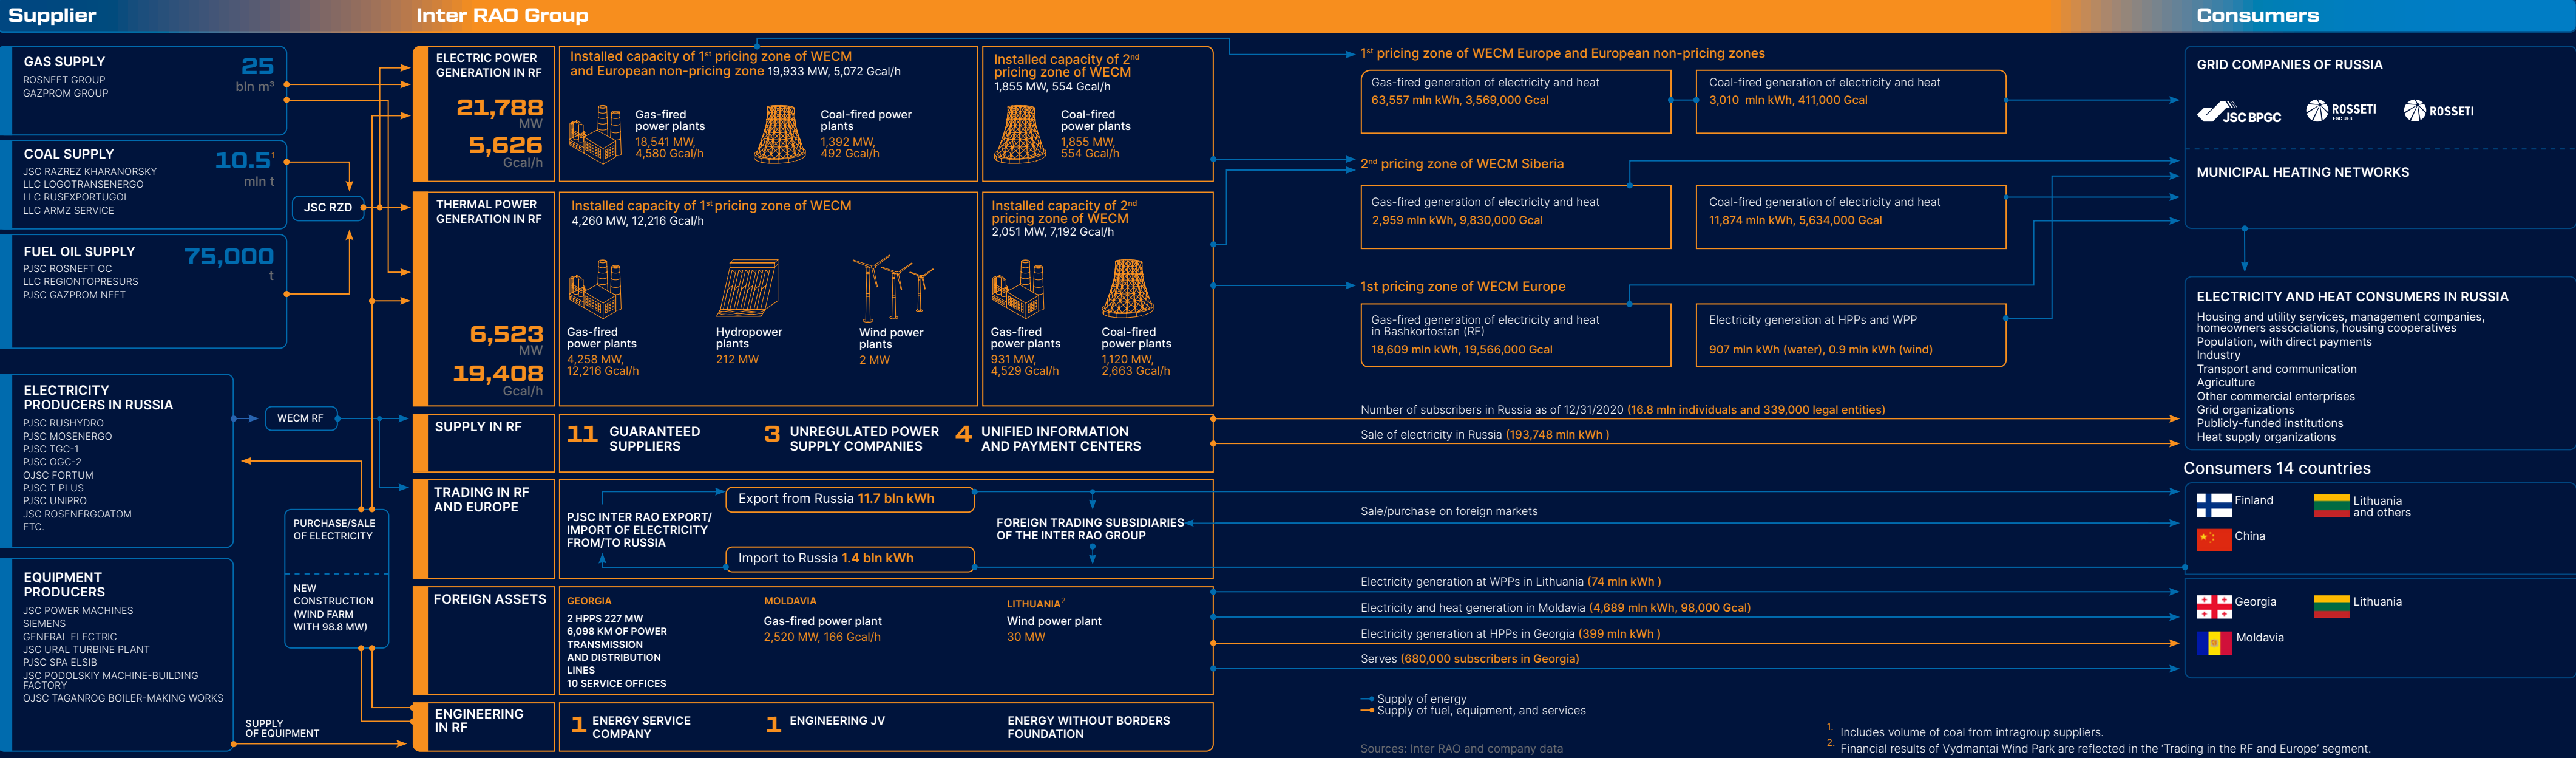 Supplier
Inter RAO Group
Consumers
GAS SUPPLY
25
bln m³
ROSNEFT GROUP
GAZPROM GROUP
COAL SUPPLY
10.5¹
mln t
JSC RAZREZ KHARANORSKY
LLC LOGOTRANSENERGO
LLC RUSEXPORTUGOL
LLC ARMZ SERVICE
JSC RZD
FUEL OIL SUPPLY
75,000
t
PJSC ROSNEFT OC
LLC REGIONTOPRESURS
PJSC GAZPROM NEFT
ELECTRICITY
PRODUCERS IN RUSSIA
PJSC RUSHYDRO
PJSC MOSENERGO
PJSC TGC-1
PJSC OGC-2
OJSC FORTUM
PJSC T PLUS
PJSC UNIPRO
JSC ROSENERGOATOM
ETC.
WECM RF
PURCHASE/SALE
OF ELECTRICITY
NEW
CONSTRUCTION
(WIND FARM
WITH 98.8 MW)
EQUIPMENT
PRODUCERS
JSC POWER MACHINES
SIEMENS
GENERAL ELECTRIC
JSC URAL TURBINE PLANT
PJSC SPA ELSIB
JSC PODOLSKIY MACHINE-BUILDING
FACTORY
OJSC TAGANROG BOILER-MAKING WORKS
SUPPLY
OF EQUIPMENT
ELECTRIC POWER
GENERATION IN RF
21,788
MW
5,626
Gcal/h
Installed capacity of 1st pricing zone of WECM
and European non-pricing zone 19,933 MW, 5,072 Gcal/h
Gas-fired
power plants
18,541 MW,
4,580 Gcal/h
Coal-fired power
plants
1,392 MW,
492 Gcal/h
Installed capacity of 2nd
pricing zone of WECM
1,855 MW, 554 Gcal/h
Coal-fired
power plants
1,855 MW,
554 Gcal/h
THERMAL POWER
GENERATION IN RF
6,523
MW
19,408
Gcal/h
Installed capacity of 1st pricing zone of WECM
4,260 MW, 12,216 Gcal/h
Gas-fired
power plants
4,258 MW,
12,216 Gcal/h
Hydropower
plants
212 MW
Wind power
plants
2 MW
Installed capacity of 2nd
pricing zone of WECM
2,051 MW, 7,192 Gcal/h
Gas-fired
power plants
931 MW,
4,529 Gcal/h
Coal-fired
power plants
1,120 MW,
2,663 Gcal/h
SUPPLY IN RF
11 GUARANTEED
SUPPLIERS
3 UNREGULATED POWER
SUPPLY COMPANIES
4 UNIFIED INFORMATION
AND PAYMENT CENTERS
TRADING IN RF
AND EUROPE
PJSC INTER RAO EXPORT/
IMPORT OF ELECTRICITY
FROM/TO RUSSIA
Export from Russia 11.7 bln kWh
Import to Russia 1.4 bln kWh
FOREIGN TRADING SUBSIDIARIES
OF THE INTER RAO GROUP
FOREIGN ASSETS
GEORGIA
2 HPPS 227 MW
6,098 KM OF POWER
TRANSMISSION
AND DISTRIBUTION
LINES
10 SERVICE OFFICES
MOLDAVIA
Gas-fired power plant
2,520 MW, 166 Gcal/h
LITHUANIA²
Wind power plant
30 MW
ENGINEERING
IN RF
1 ENERGY SERVICE
COMPANY
1 ENGINEERING JV
ENERGY WITHOUT BORDERS
FOUNDATION
1st pricing zone of WECM Europe and European non-pricing zones
Gas-fired generation of electricity and heat
63,557 mln kWh, 3,569,000 Gcal
Coal-fired generation of electricity and heat
3,010 mln kWh, 411,000 Gcal
2nd pricing zone of WECM Siberia
Gas-fired generation of electricity and heat
2,959 mln kWh, 9,830,000 Gcal
Coal-fired generation of electricity and heat
11,874 mln kWh, 5,634,000 Gcal
1st pricing zone of WECM Europe
Gas-fired generation of electricity and heat
in Bashkortostan (RF)
18,609 mln kWh, 19,566,000 Gcal
Electricity generation at HPPs and WPP
907 mln kWh (water), 0.9 mln kWh (wind)
Number of subscribers in Russia as of 12/31/2020 (16.8 mln individuals and 339,000 legal entities)
Sale of electricity in Russia (193,748 mln kWh )
Sale/purchase on foreign markets
Electricity generation at WPPs in Lithuania (74 mln kWh )
Electricity and heat generation in Moldavia (4,689 mln kWh, 98,000 Gcal)
Electricity generation at HPPs in Georgia (399 mln kWh )
Serves (680,000 subscribers in Georgia)
Supply of energy
Supply of fuel, equipment, and services
Sources: Inter RAO and company data
GRID COMPANIES OF RUSSIA
JSC BPGC
ROSSETI
FGC UES
ROSSETI
MUNICIPAL HEATING NETWORKS
ELECTRICITY AND HEAT CONSUMERS IN RUSSIA
Housing and utility services, management companies,
homeowners associations, housing cooperatives
Population, with direct payments
Industry
Transport and communication
Agriculture
Other commercial enterprises
Grid organizations
Publicly-funded institutions
Heat supply organizations
Consumers 14 countries
Finland
Lithuania
and others
China
Georgia
Lithuania
Moldavia
1. Includes volume of coal from intragroup suppliers.
2. Financial results of Vydmantai Wind Park are reflected in the 'Trading in the RF and Europe' segment.